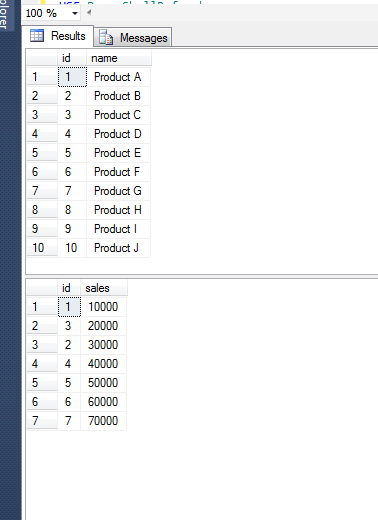 100 %
Results Messages
id name
1 1 Product A
2 2 Product B
3 3 Product C
4 4 Product D
5 5 Product E
6 6 Product F
7 7 Product G
8 8 Product H
9 9 Product I
10 10 Product J
id sales
1 1 10000
2 3 20000
3 2 30000
4 4 40000
5 5 50000
6 6 60000
7 7 70000